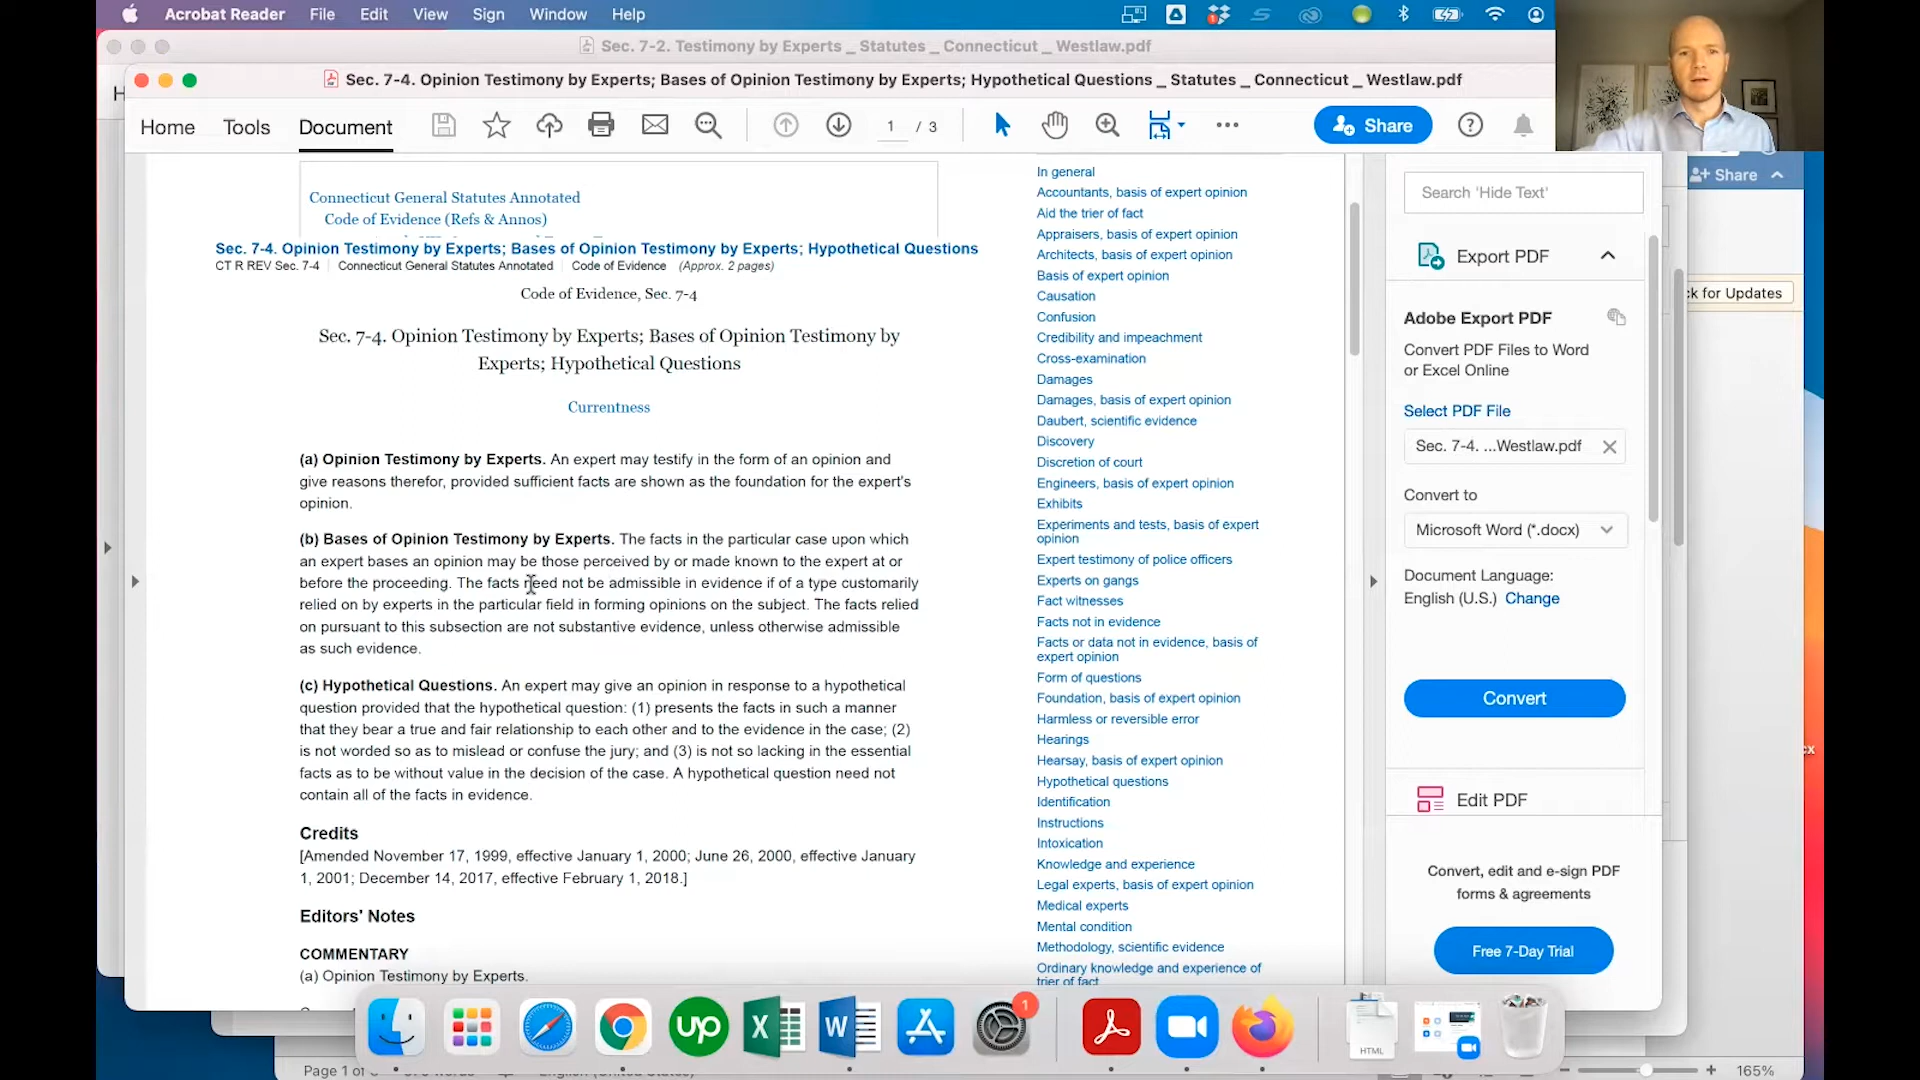 Acrobat Reader File Edit View Sign Window Help
Sec. 7-2. Testimony by Experts _ Statutes _ Connecticut _ Westlaw.pdf
Sec. 7-4. Opinion Testimony by Experts; Bases of Opinion Testimony by Experts; Hypothetical Questions _ Statutes _ Connecticut _ Westlaw.pdf
Home Tools Document 1 / 3 Share
Share
Connecticut General Statutes Annotated
Code of Evidence (Refs & Annos)
Sec. 7-4. Opinion Testimony by Experts; Bases of Opinion Testimony by Experts; Hypothetical Questions
CT R REV Sec. 7-4 Connecticut General Statutes Annotated Code of Evidence (Approx. 2 pages)
Code of Evidence, Sec. 7-4
Sec. 7-4. Opinion Testimony by Experts; Bases of Opinion Testimony by
Experts; Hypothetical Questions
Currentness
(a) Opinion Testimony by Experts. An expert may testify in the form of an opinion and
give reasons therefor, provided sufficient facts are shown as the foundation for the expert's
opinion.
(b) Bases of Opinion Testimony by Experts. The facts in the particular case upon which
an expert bases an opinion may be those perceived by or made known to the expert at or
before the proceeding. The facts need not be admissible in evidence if of a type customarily
relied on by experts in the particular field in forming opinions on the subject. The facts relied
on pursuant to this subsection are not substantive evidence, unless otherwise admissible
as such evidence.
(c) Hypothetical Questions. An expert may give an opinion in response to a hypothetical
question provided that the hypothetical question: (1) presents the facts in such a manner
that they bear a true and fair relationship to each other and to the evidence in the case; (2)
is not worded so as to mislead or confuse the jury; and (3) is not so lacking in the essential
facts as to be without value in the decision of the case. A hypothetical question need not
contain all of the facts in evidence.
Credits
[Amended November 17, 1999, effective January 1, 2000; June 26, 2000, effective January
1, 2001; December 14, 2017, effective February 1, 2018.]
Editors' Notes
COMMENTARY
(a) Opinion Testimony by Experts.
In general
Accountants, basis of expert opinion
Aid the trier of fact
Appraisers, basis of expert opinion
Architects, basis of expert opinion
Basis of expert opinion
Causation
Confusion
Credibility and impeachment
Cross-examination
Damages
Damages, basis of expert opinion
Daubert, scientific evidence
Discovery
Discretion of court
Engineers, basis of expert opinion
Exhibits
Experiments and tests, basis of expert
opinion
Expert testimony of police officers
Experts on gangs
Fact witnesses
Facts not in evidence
Facts or data not in evidence, basis of
expert opinion
Form of questions
Foundation, basis of expert opinion
Harmless or reversible error
Hearings
Hearsay, basis of expert opinion
Hypothetical questions
Identification
Instructions
Intoxication
Knowledge and experience
Legal experts, basis of expert opinion
Medical experts
Mental condition
Methodology, scientific evidence
Ordinary knowledge and experience of
trier of fact
Search 'Hide Text'
Export PDF
Adobe Export PDF
Convert PDF Files to Word
or Excel Online
Select PDF File
Sec. 7-4. ...Westlaw.pdf
Convert to
Microsoft Word (*.docx)
Document Language:
English (U.S.) Change
Convert
Edit PDF
Convert, edit and e-sign PDF
forms & agreements
Free 7-Day Trial
ck for Updates
cx
up
X
W
1
HTML
Page 1 of
165%